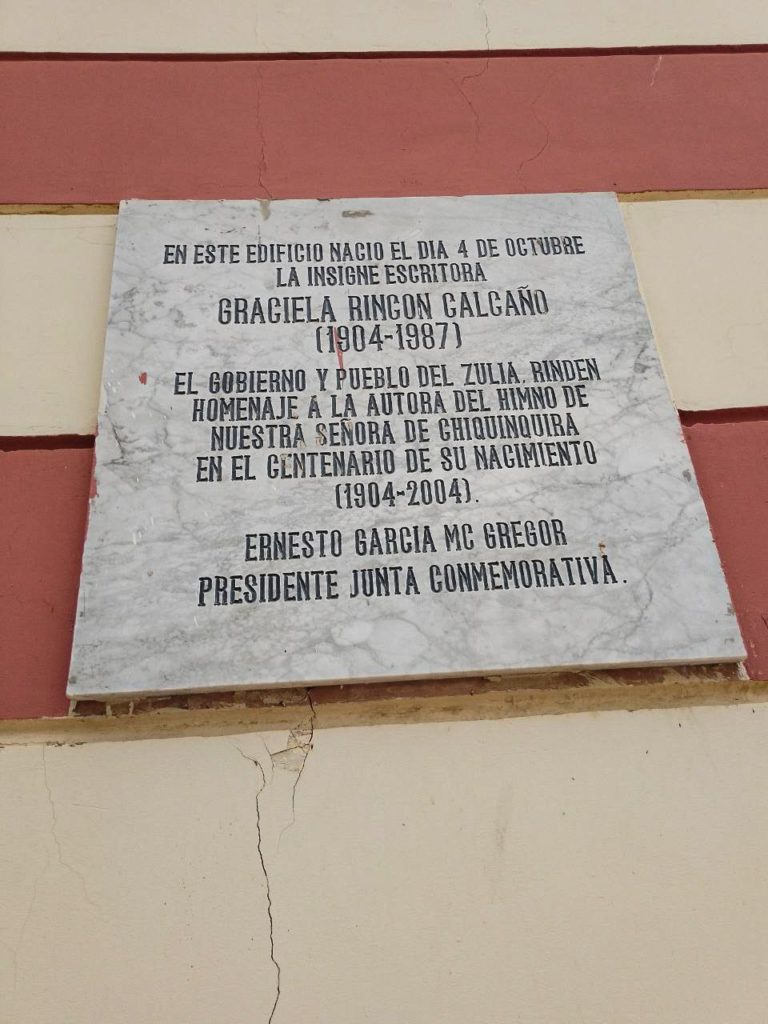 EN ESTE EDIFICIO NACIO EL DIA 4 DE OCTUBRE
LA INSIGNE ESCRITORA
GRACIELA RINCON CALCAÑO
(1904-1987)
EL GOBIERNO Y PUEBLO DEL ZULIA, RINDEN
HOMENAJE A LA AUTORA DEL HIMNO DE
NUESTRA SEÑORA DE CHIQUINQUIRA
EN EL CENTENARIO DE SU NACIMIENTO
(1904-2004).
ERNESTO GARCIA MC GREGOR
PRESIDENTE JUNTA CONMEMORATIVA.